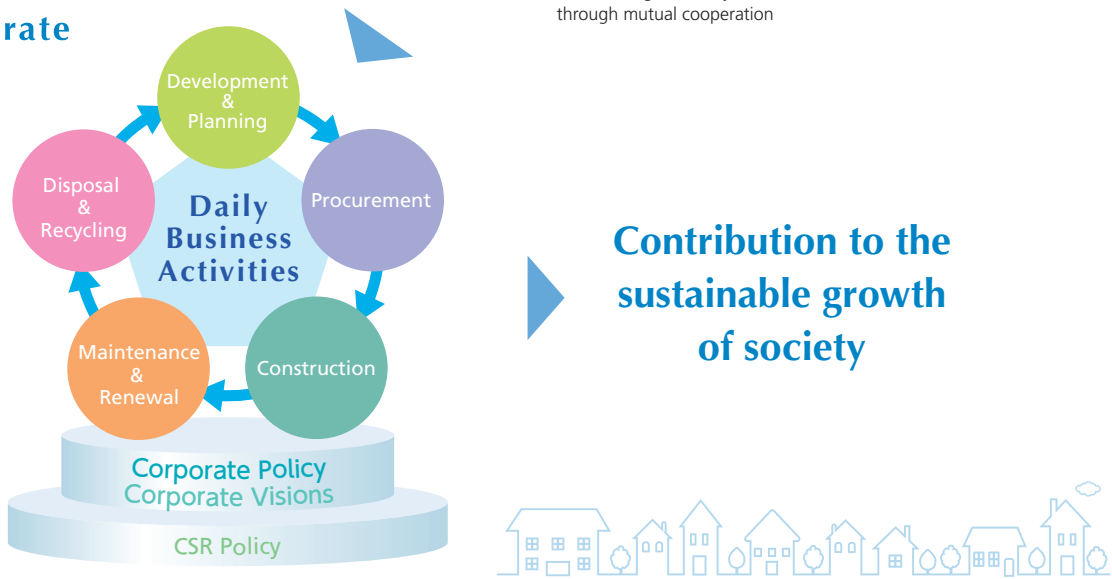 through mutual cooperation
rate
Development
&
Planning
Disposal
&
Recycling
Procurement
Daily
Business
Activities
Maintenance
&
Renewal
Construction
Contribution to the
sustainable growth
of society
Corporate Policy
Corporate Visions
CSR Policy